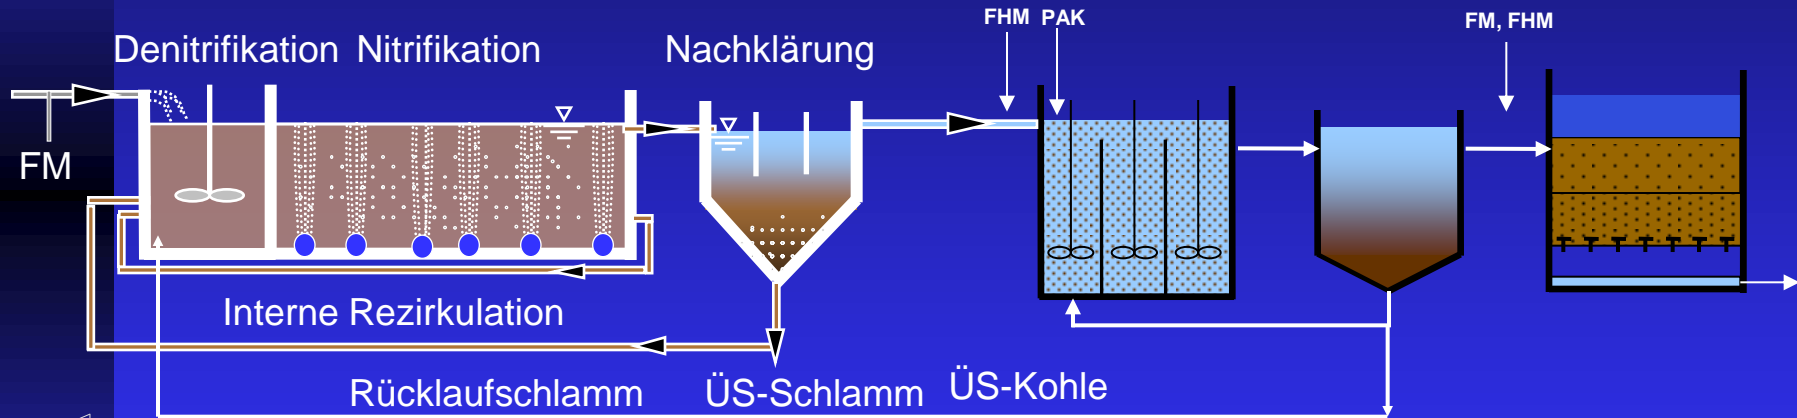 FHM PAK
FM, FHM
Denitrifikation Nitrifikation
Nachklärung
FM
Interne Rezirkulation
Rücklaufschlamm
ÜS-Schlamm
ÜS-Kohle